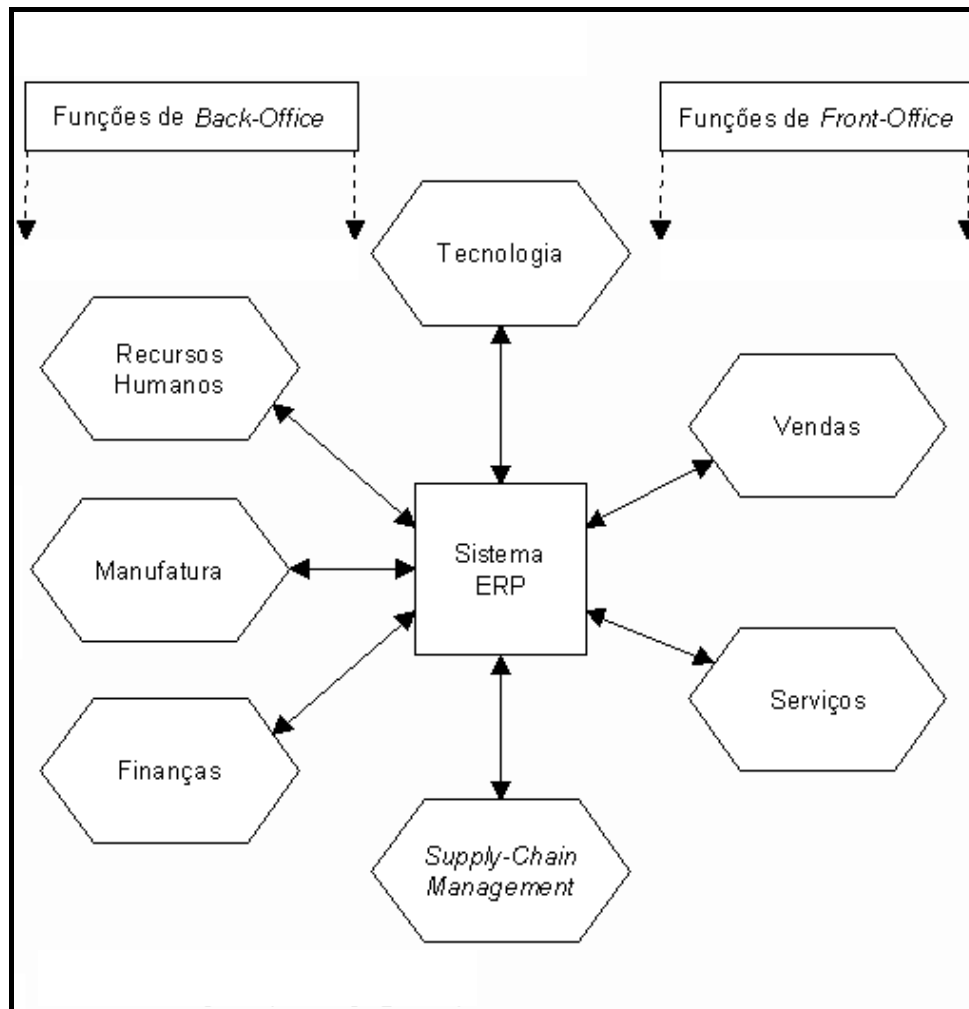 Funções de Back-Office
Funções de Front-Office
Tecnologia
Recursos
Humanos
Vendas
Manufatura
Sistema
ERP
Serviços
Finanças
Supply-Chain
Management